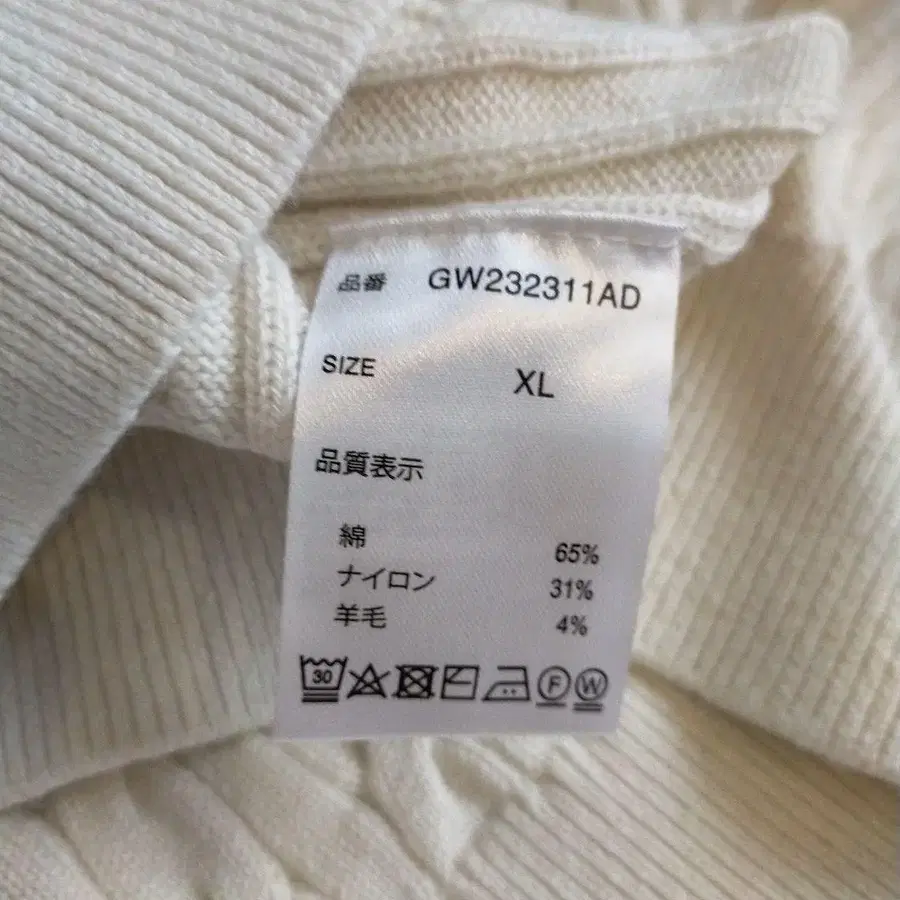 品番 GW232311AD
SIZE XL
品質表示
綿 65%
ナイロン 31%
羊毛 4%
30 F W